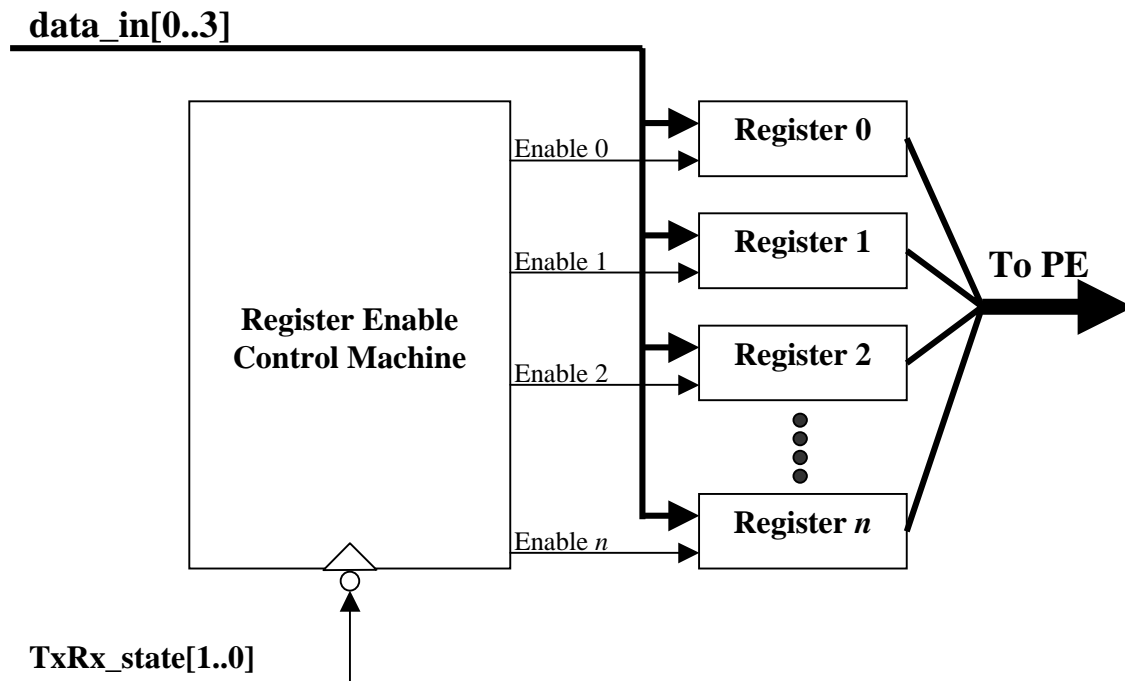 data_in[0..3]
Register 0
Enable 0
Register 1
Enable 1
To PE
Register Enable
Control Machine
Register 2
Enable 2
Register n
Enable n
TxRx_state[1..0]